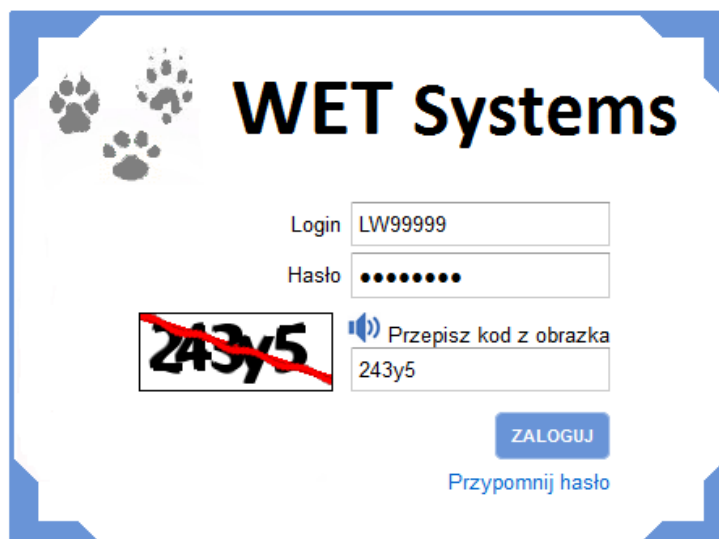 WET Systems
Login LW99999
Hasło ••••••••
243y5 Przepisz kod z obrazka
243y5
ZALOGUJ
Przypomnij hasło